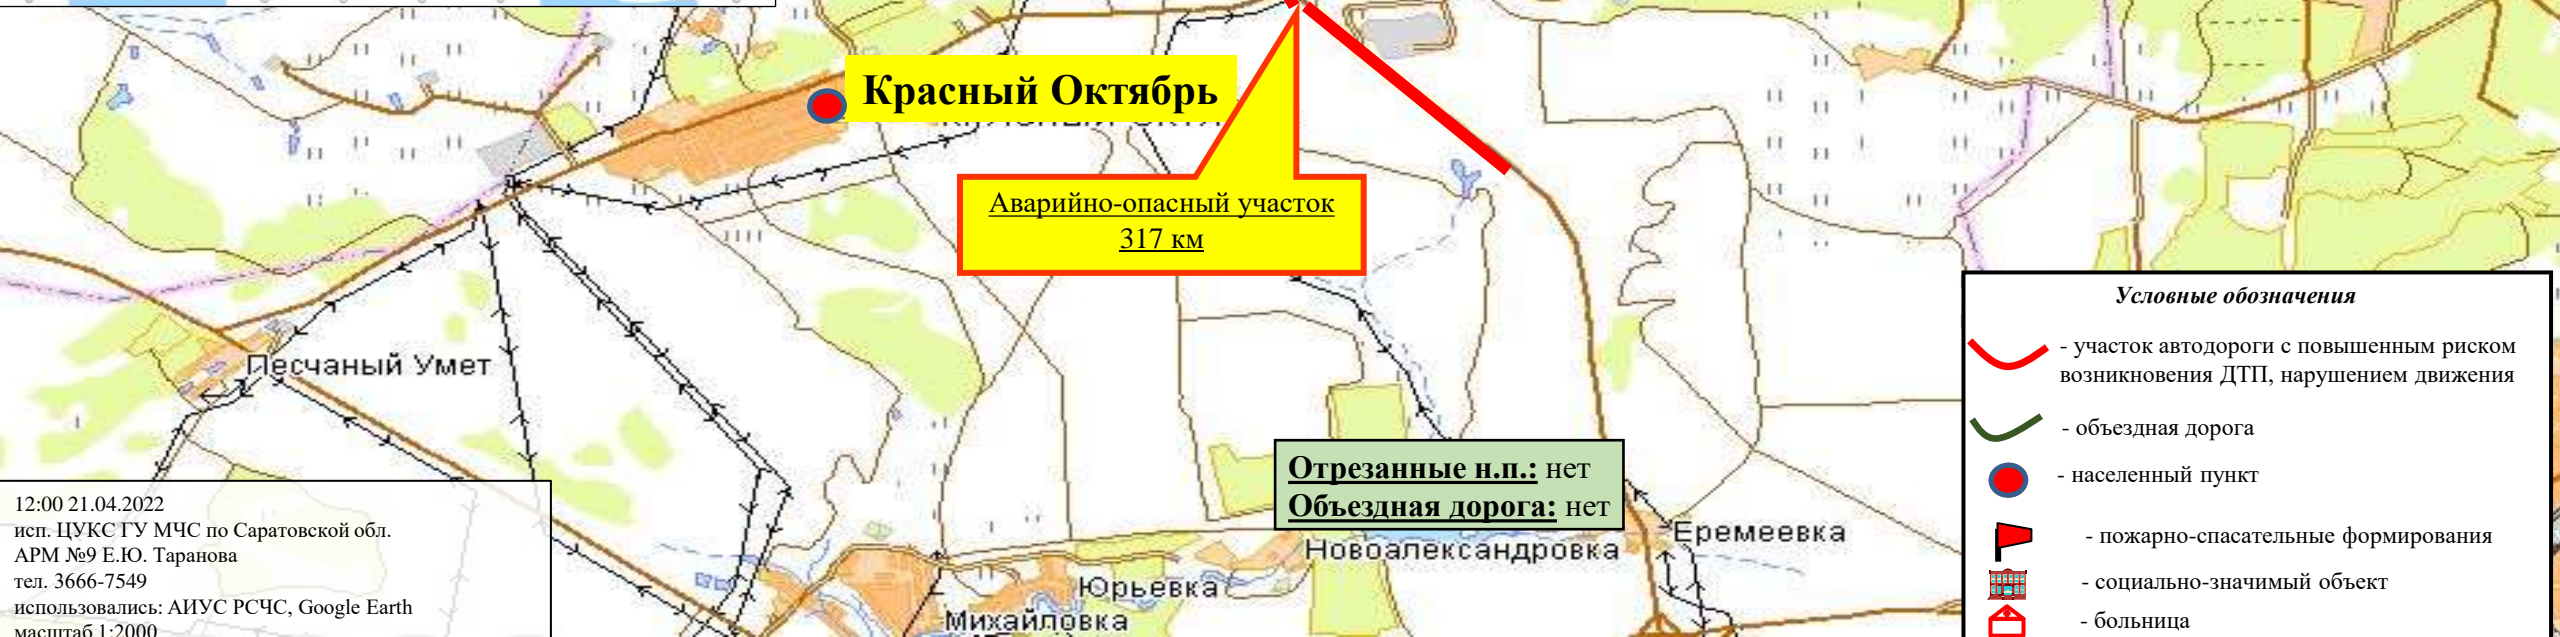 Красный Октябрь
Аварийно-опасный участок
317 км
Песчаный Умет
Отрезанные н.п.: нет
Объездная дорога: нет
Новоалександровка
Еремеевка
Юрьевка
Михайловка
12:00 21.04.2022
исп. ЦУКС ГУ МЧС по Саратовской обл.
АРМ №9 Е.Ю. Таранова
тел. 3666-7549
использовались: АИУС РСЧС, Google Earth
масштаб 1:2000
Условные обозначения
- участок автодороги с повышенным риском
возникновения ДТП, нарушением движения
- объездная дорога
- населенный пункт
- пожарно-спасательные формирования
- социально-значимый объект
- больница